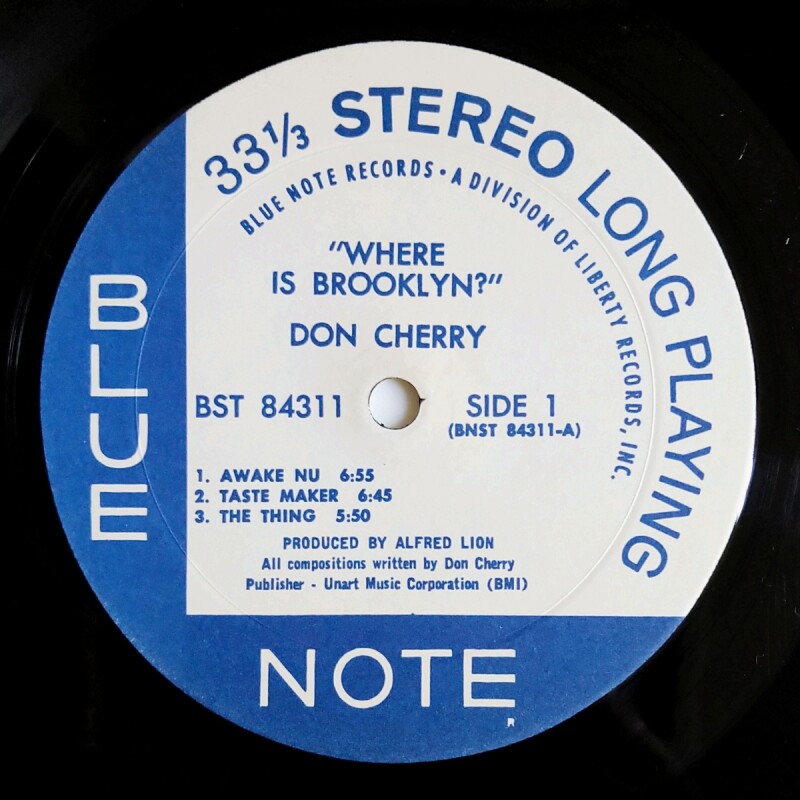 33⅓ STEREO LONG PLAYING
BLUE NOTE RECORDS • A DIVISION OF LIBERTY RECORDS, INC.
"WHERE
IS BROOKLYN?"
DON CHERRY
BST 84311
SIDE 1
(BNST 84311-A)
1. AWAKE NU 6:55
2. TASTE MAKER 6:45
3. THE THING 5:50
PRODUCED BY ALFRED LION
All compositions written by Don Cherry
Publisher - Unart Music Corporation (BMI)
BLUE
NOTE
R